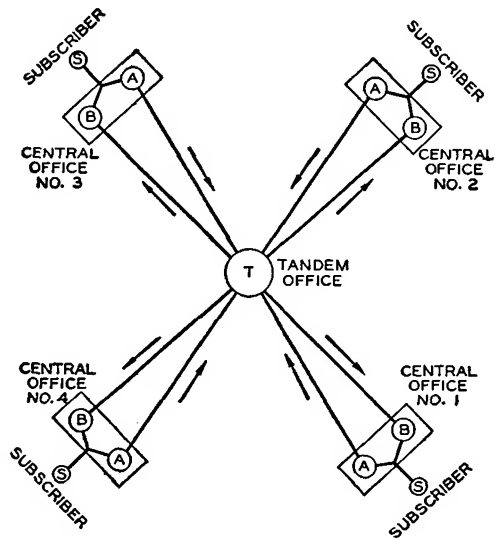 SUBSCRIBER
S
A
B
CENTRAL
OFFICE
NO. 3
SUBSCRIBER
S
A
B
CENTRAL
OFFICE
NO. 2
T
TANDEM
OFFICE
CENTRAL
OFFICE
NO. 4
B
A
S
SUBSCRIBER
CENTRAL
OFFICE
NO. 1
B
A
S
SUBSCRIBER